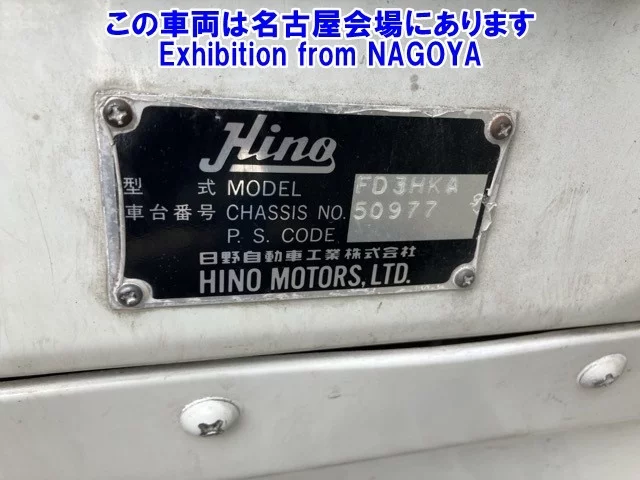 この車両は名古屋会場にあります
Exhibition from NAGOYA
Hino
型 式 MODEL FD3HKA
車台番号 CHASSIS NO. 50977
P. S. CODE
日野自動車工業株式会社
HINO MOTORS, LTD.